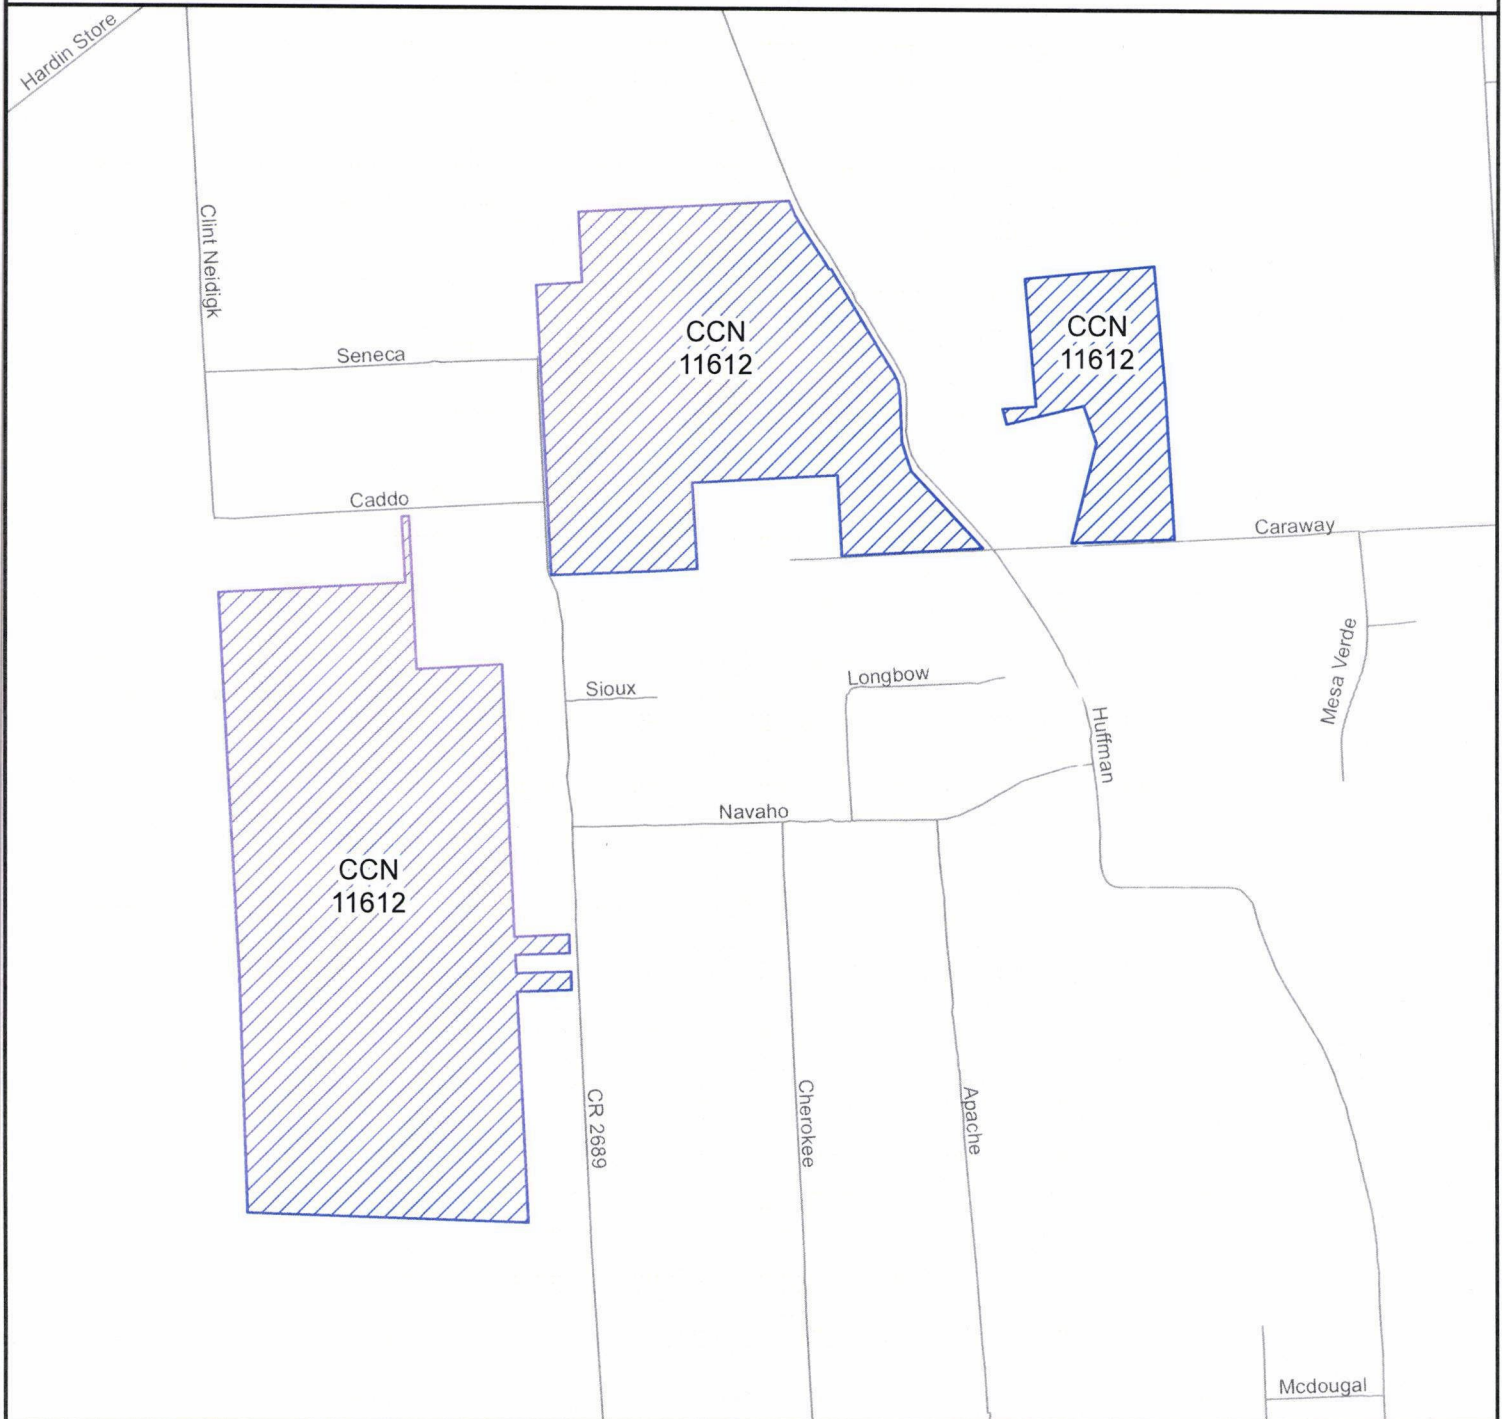 Hardin Store
Clint Neidigk
CCN
11612
CCN
11612
Seneca
Caddo
Caraway
Mesa Verde
Sioux
Longbow
Huffman
Navaho
CCN
11612
CR 2689
Cherokee
Apache
Mcdougal